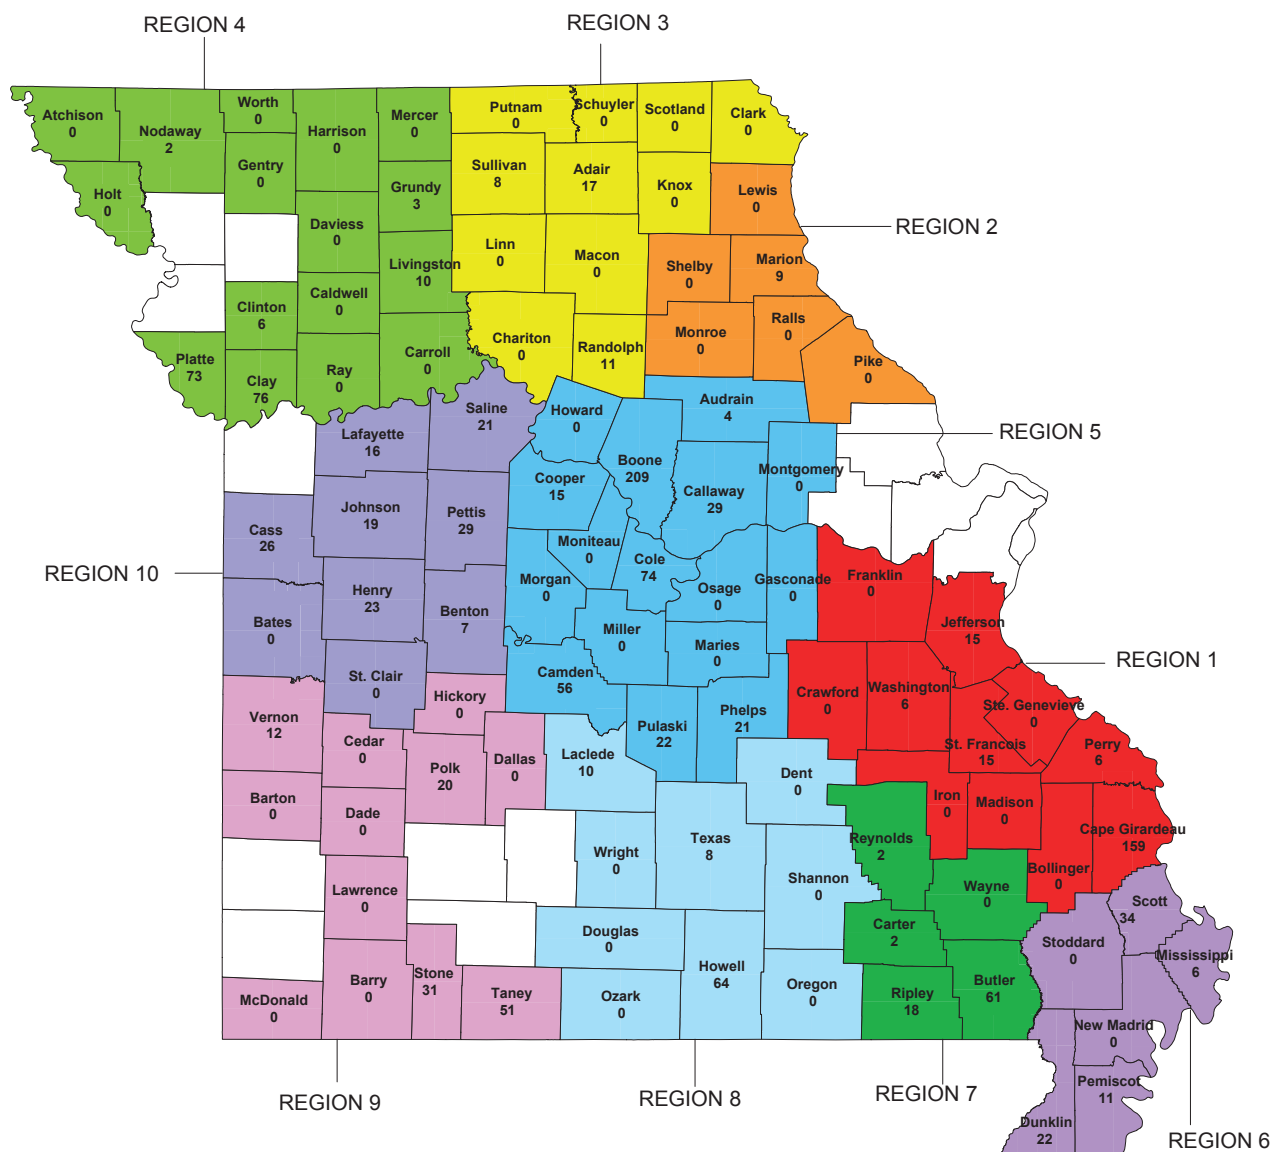 REGION 4
REGION 3
Atchison
0
Nodaway
2
Worth
0
Harrison
0
Mercer
0
Putnam
0
Schuyler
0
Scotland
0
Clark
0
Holt
0
Gentry
0
Grundy
3
Sullivan
8
Adair
17
Knox
0
Lewis
0
REGION 2
Daviess
0
Livingston
10
Linn
0
Macon
0
Shelby
0
Marion
9
Clinton
6
Caldwell
0
Chariton
0
Randolph
11
Monroe
0
Ralls
0
Platte
73
Clay
76
Ray
0
Carroll
0
Pike
0
Lafayette
16
Saline
21
Howard
0
Audrain
4
REGION 5
Boone
209
Cooper
15
Callaway
29
Montgomery
0
Cass
26
Johnson
19
Pettis
29
Moniteau
0
Cole
74
REGION 10
Henry
23
Morgan
0
Osage
0
Gasconade
0
Franklin
0
Bates
0
Benton
7
Miller
0
Maries
0
Jefferson
15
REGION 1
St. Clair
0
Camden
56
Hickory
0
Crawford
0
Washington
6
Ste. Genevieve
0
Vernon
12
Cedar
0
Pulaski
22
Phelps
21
St. Francois
15
Perry
6
Polk
20
Dallas
0
Laclede
10
Dent
0
Barton
0
Dade
0
Iron
0
Madison
0
Cape Girardeau
159
Texas
8
Reynolds
2
Wright
0
Shannon
0
Bollinger
0
Lawrence
0
Wayne
0
Scott
34
Douglas
0
Carter
2
Stoddard
0
Mississippi
6
McDonald
0
Barry
0
Stone
31
Taney
51
Ozark
0
Howell
64
Oregon
0
Ripley
18
Butler
61
New Madrid
0
Pemiscot
11
Dunklin
22
REGION 9
REGION 8
REGION 7
REGION 6